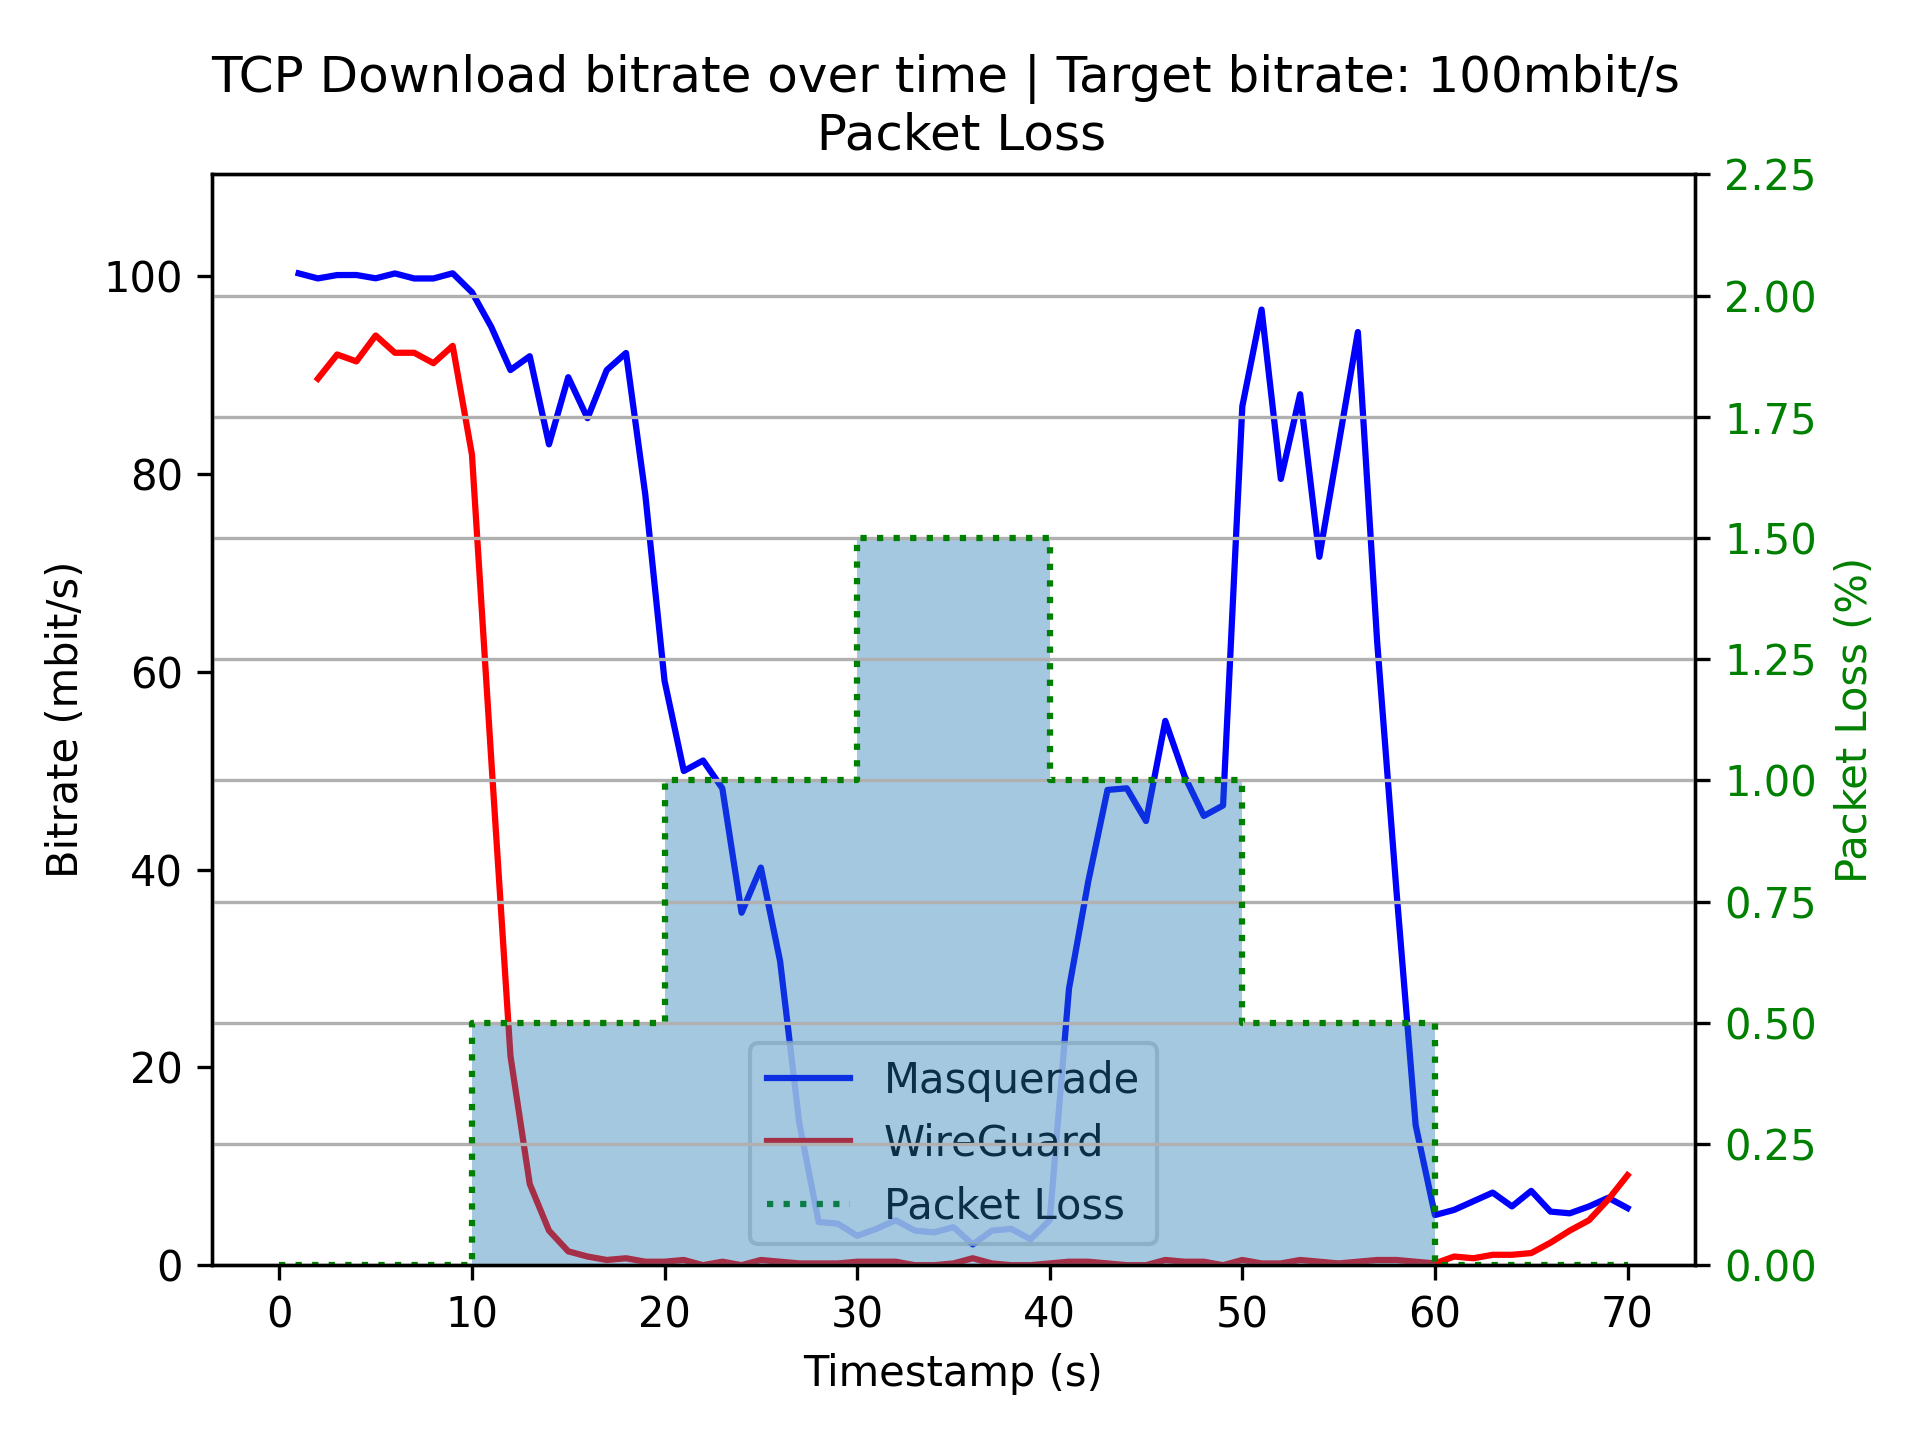 TCP Download bitrate over time | Target bitrate: 100mbit/s
Packet Loss
Bitrate (mbit/s)
100
80
60
40
20
0
2.25
2.00
1.75
1.50
1.25
1.00
0.75
0.50
0.25
0.00
Packet Loss (%)
Masquerade
WireGuard
Packet Loss
0 10 20 30 40 50 60 70
Timestamp (s)